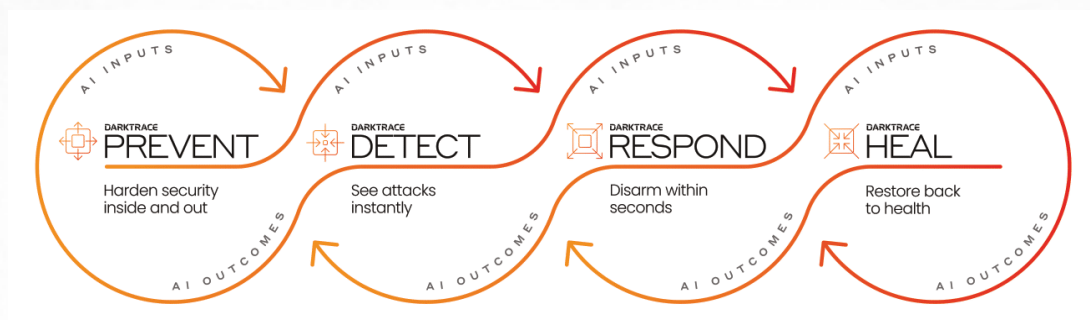 AI INPUTS
DARKTRACE
PREVENT
Harden security
inside and out
AI OUTCOMES
AI INPUTS
DARKTRACE
DETECT
See attacks
instantly
AI OUTCOMES
AI INPUTS
DARKTRACE
RESPOND
Disarm within
seconds
AI OUTCOMES
AI INPUTS
DARKTRACE
HEAL
Restore back
to health
AI OUTCOMES